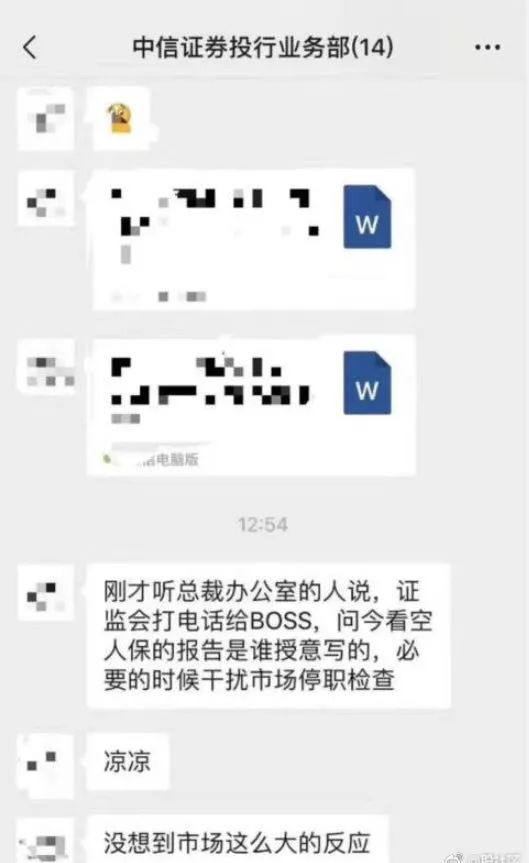 中信证券投行业务部(14)
W
W
信电脑版
12:54
刚才听总裁办公室的人说，证
监会打电话给BOSS，问今看空
人保的报告是谁授意写的，必
要的时候干扰市场停职检查
凉凉
没想到市场这么大的反应